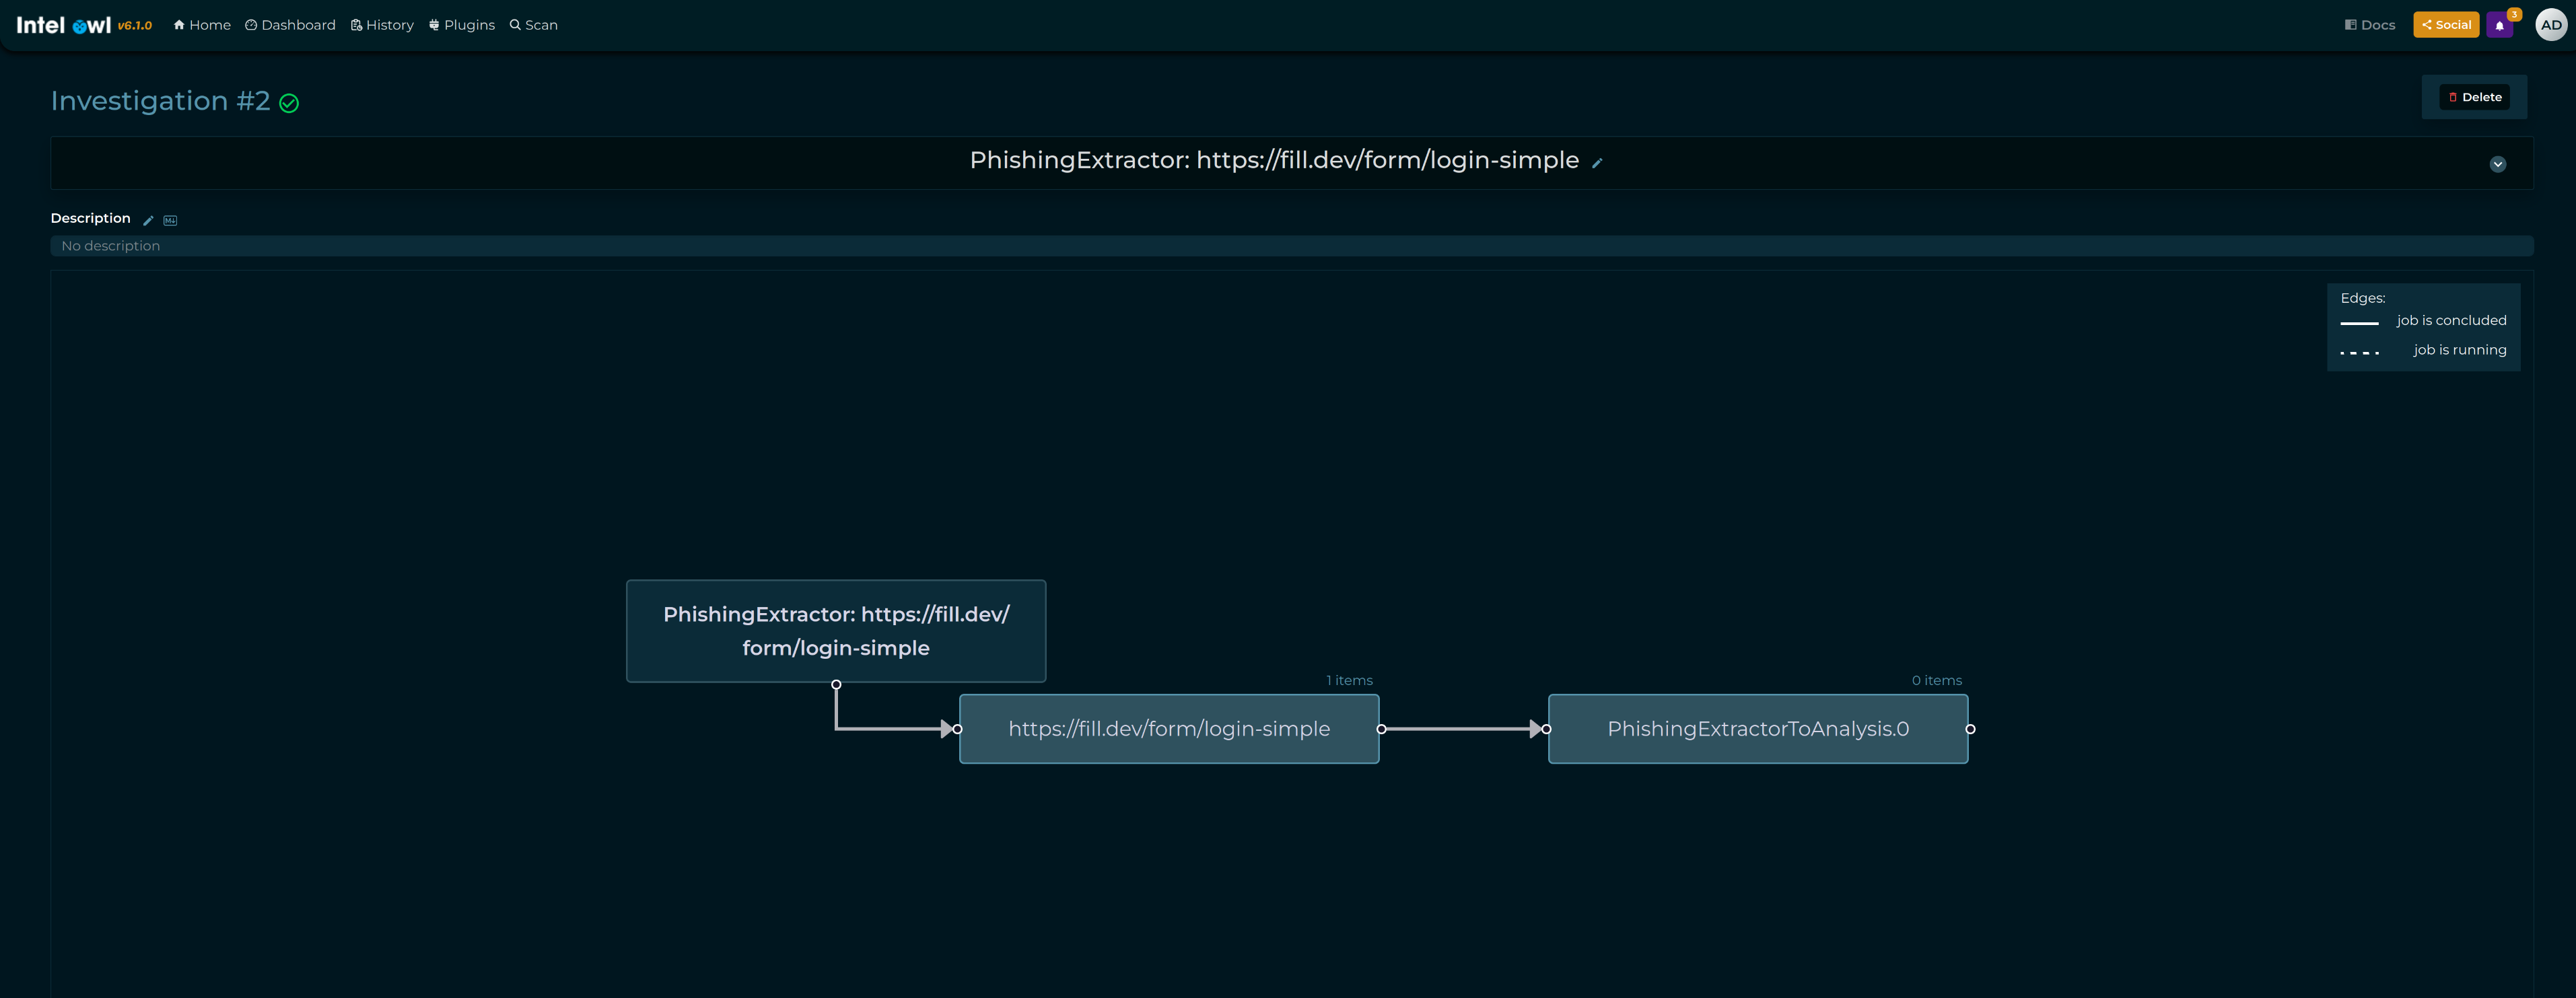 Intel Owl v6.1.0 Home Dashboard History Plugins Scan Docs Social 3 AD
Investigation #2
Delete
PhishingExtractor: https://fill.dev/form/login-simple
Description M↓
No description
Edges:
job is concluded
job is running
PhishingExtractor: https://fill.dev/
form/login-simple
1 items
https://fill.dev/form/login-simple
0 items
PhishingExtractorToAnalysis.0